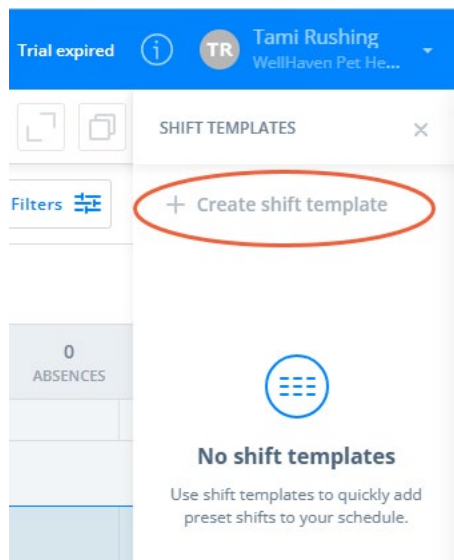 Trial expired
TR
Tami Rushing
WellHaven Pet He...
SHIFT TEMPLATES
Filters
+ Create shift template
0
ABSENCES
No shift templates
Use shift templates to quickly add
preset shifts to your schedule.